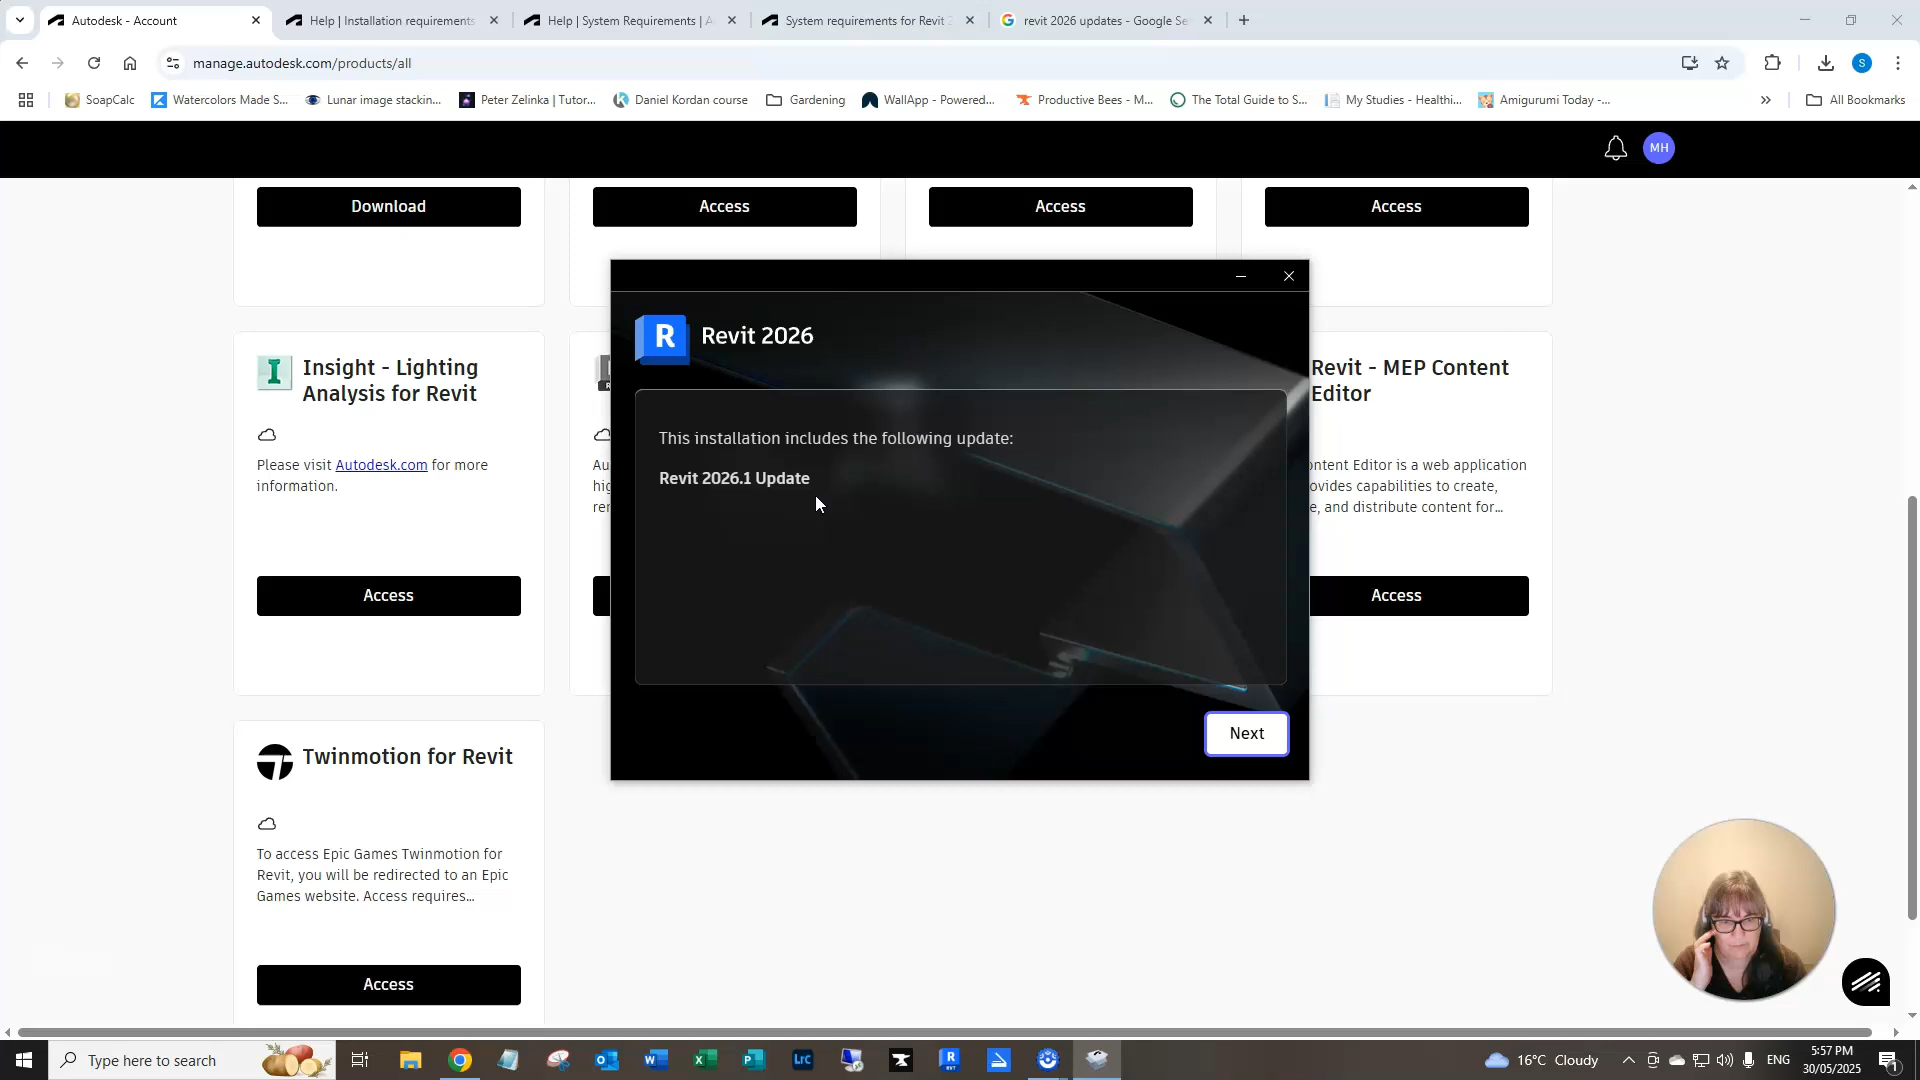 Autodesk - Account
Help | Installation requirements
Help | System Requirements | A
System requirements for Revit 2
revit 2026 updates - Google Se
manage.autodesk.com/products/all
S
SoapCalc
Watercolors Made S...
Lunar image stackin...
Peter Zelinka | Tutor...
Daniel Kordan course
Gardening
WallApp - Powered...
Productive Bees - M...
The Total Guide to S...
My Studies - Healthi...
Amigurumi Today -...
All Bookmarks
MH
Download
Access
Access
Access
R
Revit 2026
This installation includes the following update:
Revit 2026.1 Update
Next
I
Insight - Lighting
Analysis for Revit
Please visit Autodesk.com for more
information.
Access
R
Au
hig
rer
Revit - MEP Content
Editor
ontent Editor is a web application
ovides capabilities to create,
e, and distribute content for...
Access
Twinmotion for Revit
To access Epic Games Twinmotion for
Revit, you will be redirected to an Epic
Games website. Access requires...
Access
Type here to search
LrC
R
RVT
16°C Cloudy
ENG
5:57 PM
30/05/2025
1